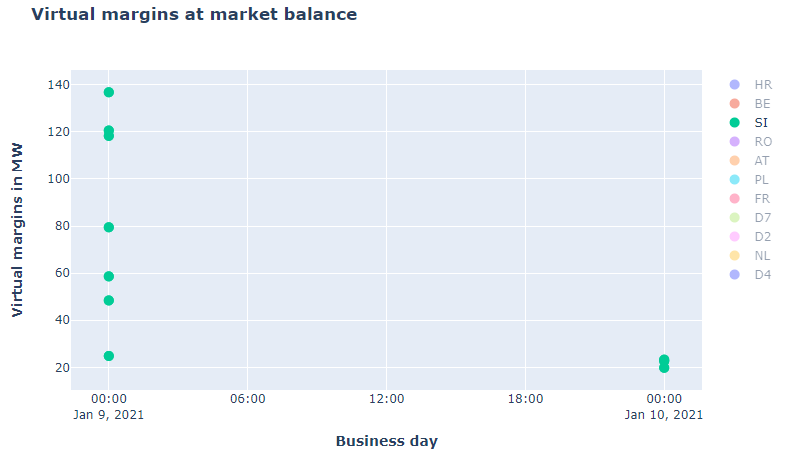 Virtual margins at market balance
Virtual margins in MW
140
120
100
80
60
40
20
00:00
Jan 9, 2021
06:00
12:00
18:00
00:00
Jan 10, 2021
Business day
HR
BE
SI
RO
AT
PL
FR
D7
D2
NL
D4